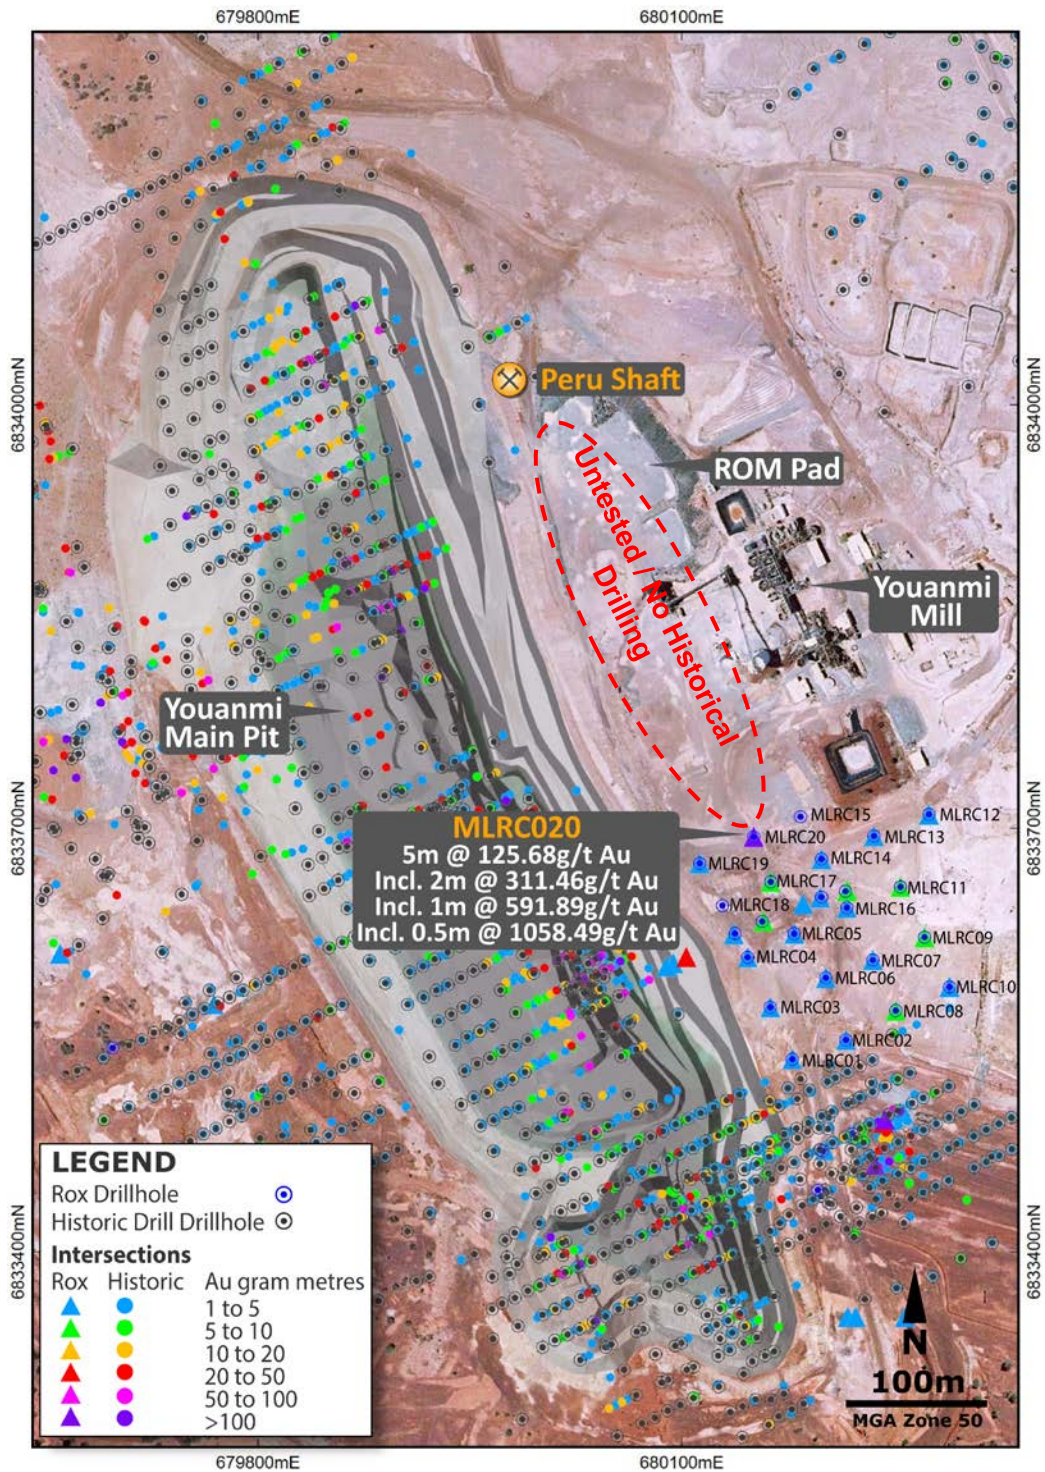 679800mE
680100mE
6834000mN
6834000mN
Peru Shaft
ROM Pad
Untested / No Historical
Drilling
Youanmi
Mill
Youanmi
Main Pit
6833700mN
6833700mN
MLRC020
5m @ 125.68g/t Au
Incl. 2m @ 311.46g/t Au
Incl. 1m @ 591.89g/t Au
Incl. 0.5m @ 1058.49g/t Au
MLRC15
MLRC12
MLRC20
MLRC13
MLRC14
MLRC19
MLRC17
MLRC11
MLRC18
MLRC16
MLRC05
MLRC09
MLRC04
MLRC07
MLRC06
MLRC10
MLRC03
MLRC08
MLRC02
MLRC01
LEGEND
Rox Drillhole
Historic Drill Drillhole
Intersections
Rox Historic Au gram metres
1 to 5
5 to 10
10 to 20
20 to 50
50 to 100
>100
6833400mN
6833400mN
N
100m
MGA Zone 50
679800mE
680100mE